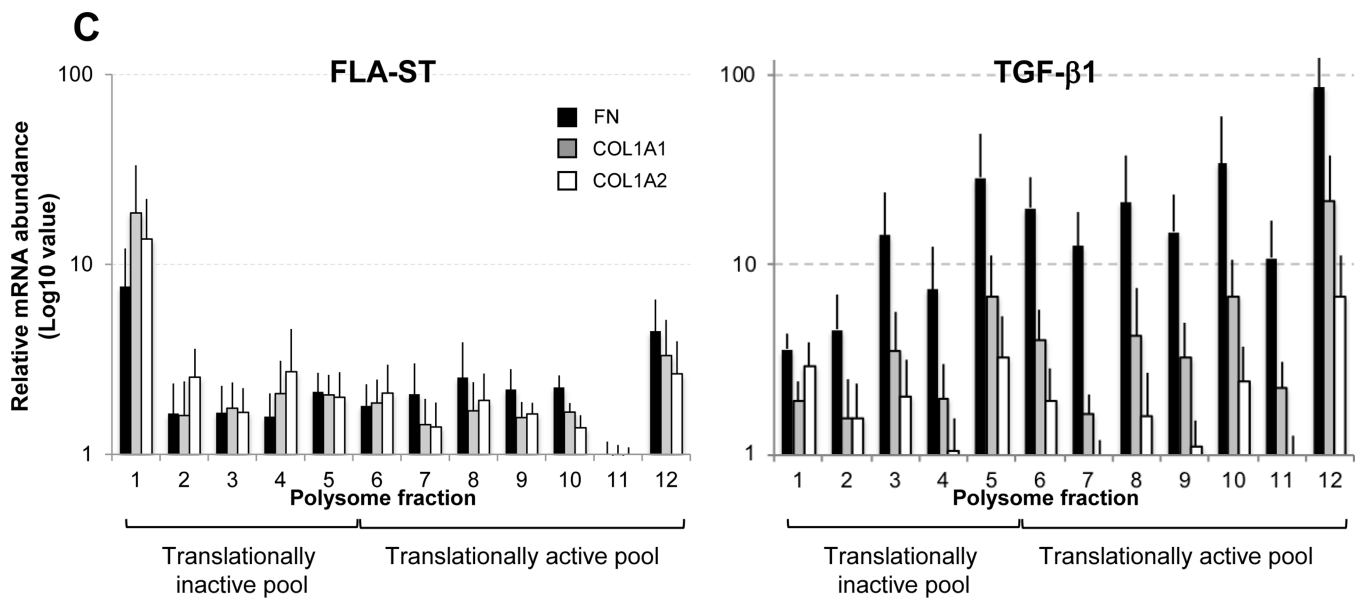 C
FLA-ST
TGF-β1
100
10
1
Relative mRNA abundance
(Log10 value)
FN
COL1A1
COL1A2
1 2 3 4 5 6 7 8 9 10 11 12
Polysome fraction
Translationally
inactive pool
Translationally active pool
100
10
1
1 2 3 4 5 6 7 8 9 10 11 12
Polysome fraction
Translationally
inactive pool
Translationally active pool